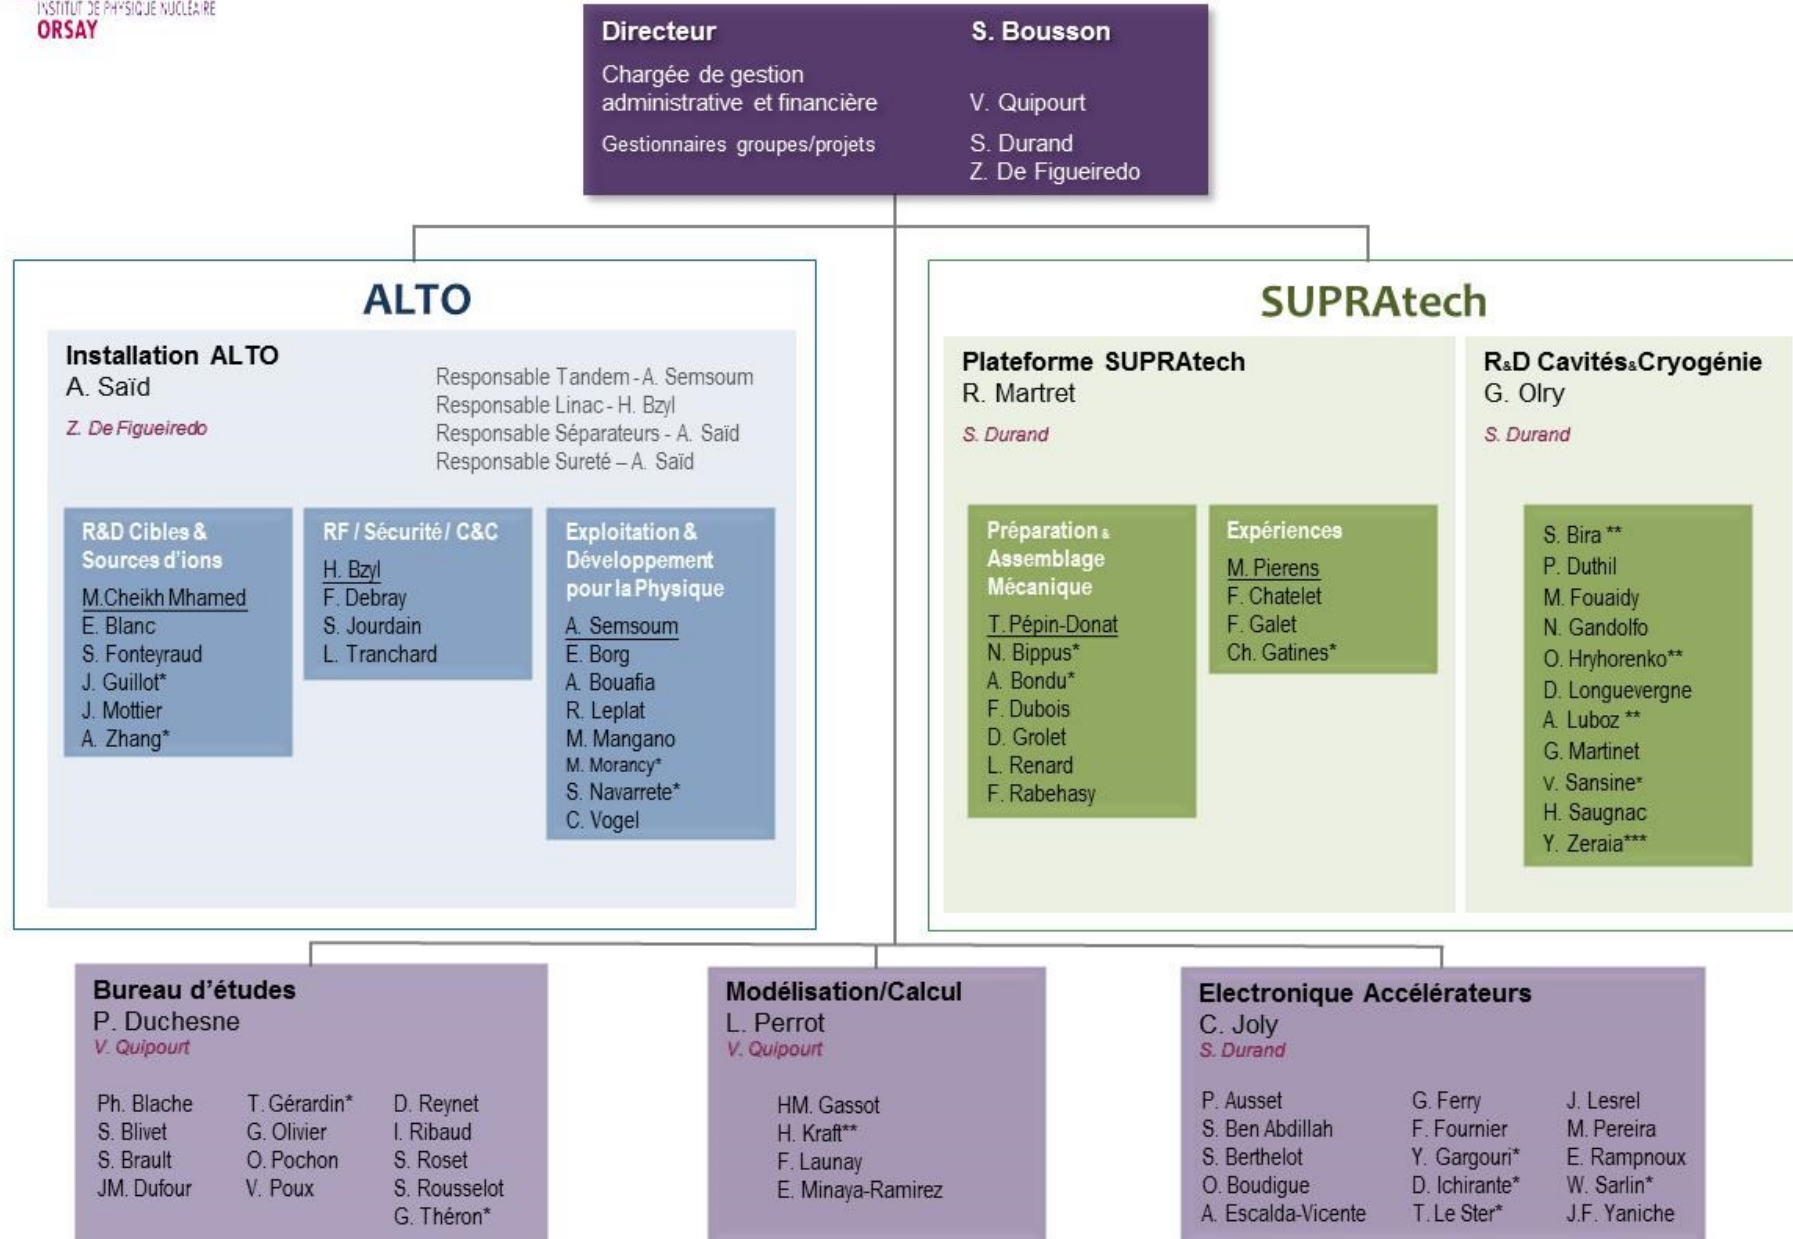 INSTITUT DE PHYSIQUE NUCLÉAIRE
ORSAY
Directeur S. Bousson
Chargée de gestion
administrative et financière V. Quipourt
Gestionnaires groupes/projets S. Durand
Z. De Figueiredo
ALTO
Installation ALTO
A. Saïd
Z. De Figueiredo
Responsable Tandem - A. Semsoum
Responsable Linac - H. Bzyl
Responsable Séparateurs - A. Saïd
Responsable Sureté – A. Saïd
R&D Cibles &
Sources d'ions
M.Cheikh Mhamed
E. Blanc
S. Fonteyraud
J. Guillot*
J. Mottier
A. Zhang*
RF / Sécurité / C&C
H. Bzyl
F. Debray
S. Jourdain
L. Tranchard
Exploitation &
Développement
pour la Physique
A. Semsoum
E. Borg
A. Bouafia
R. Leplat
M. Mangano
M. Morancy*
S. Navarrete*
C. Vogel
SUPRAtech
Plateforme SUPRAtech
R. Martret
S. Durand
Préparation &
Assemblage
Mécanique
T. Pépin-Donat
N. Bippus*
A. Bondu*
F. Dubois
D. Grolet
L. Renard
F. Rabehasy
Expériences
M. Pierens
F. Chatelet
F. Galet
Ch. Gatines*
R&D Cavités&Cryogénie
G. Olry
S. Durand
S. Bira **
P. Duthil
M. Fouaidy
N. Gandolfo
O. Hryhorenko**
D. Longuevergne
A. Luboz **
G. Martinet
V. Sansine*
H. Saugnac
Y. Zeraia***
Bureau d'études
P. Duchesne
V. Quipourt
Ph. Blache
S. Blivet
S. Brault
JM. Dufour
T. Gérardin*
G. Olivier
O. Pochon
V. Poux
D. Reynet
I. Ribaud
S. Roset
S. Rousselot
G. Théron*
Modélisation/Calcul
L. Perrot
V. Quipourt
HM. Gassot
H. Kraft**
F. Launay
E. Minaya-Ramirez
Electronique Accélérateurs
C. Joly
S. Durand
P. Ausset
S. Ben Abdillah
S. Berthelot
O. Boudigue
A. Escalda-Vicente
G. Ferry
F. Fournier
Y. Gargouri*
D. Ichirante*
T. Le Ster*
J. Lesrel
M. Pereira
E. Rampnoux
W. Sarlin*
J.F. Yaniche